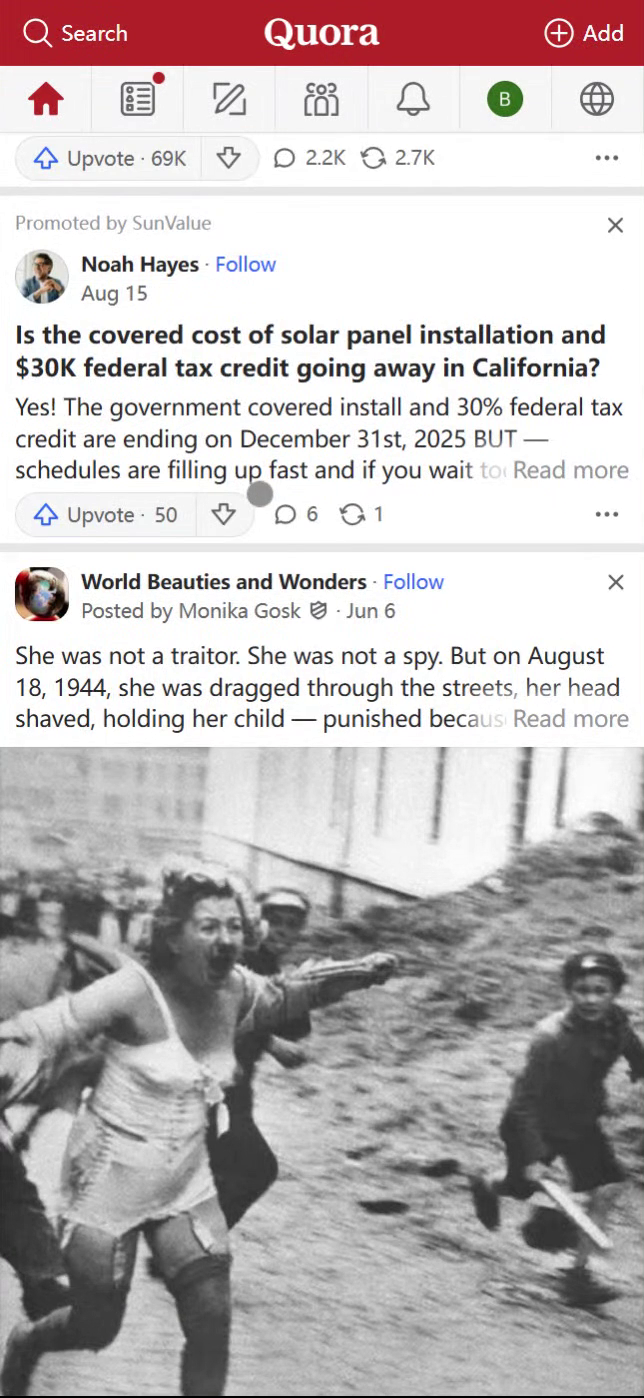 Search Quora Add
B
Upvote · 69K 2.2K 2.7K
Promoted by SunValue
Noah Hayes · Follow
Aug 15
Is the covered cost of solar panel installation and
$30K federal tax credit going away in California?
Yes! The government covered install and 30% federal tax
credit are ending on December 31st, 2025 BUT —
schedules are filling up fast and if you wait to Read more
Upvote · 50 6 1
World Beauties and Wonders · Follow
Posted by Monika Gosk · Jun 6
She was not a traitor. She was not a spy. But on August
18, 1944, she was dragged through the streets, her head
shaved, holding her child — punished becaus Read more